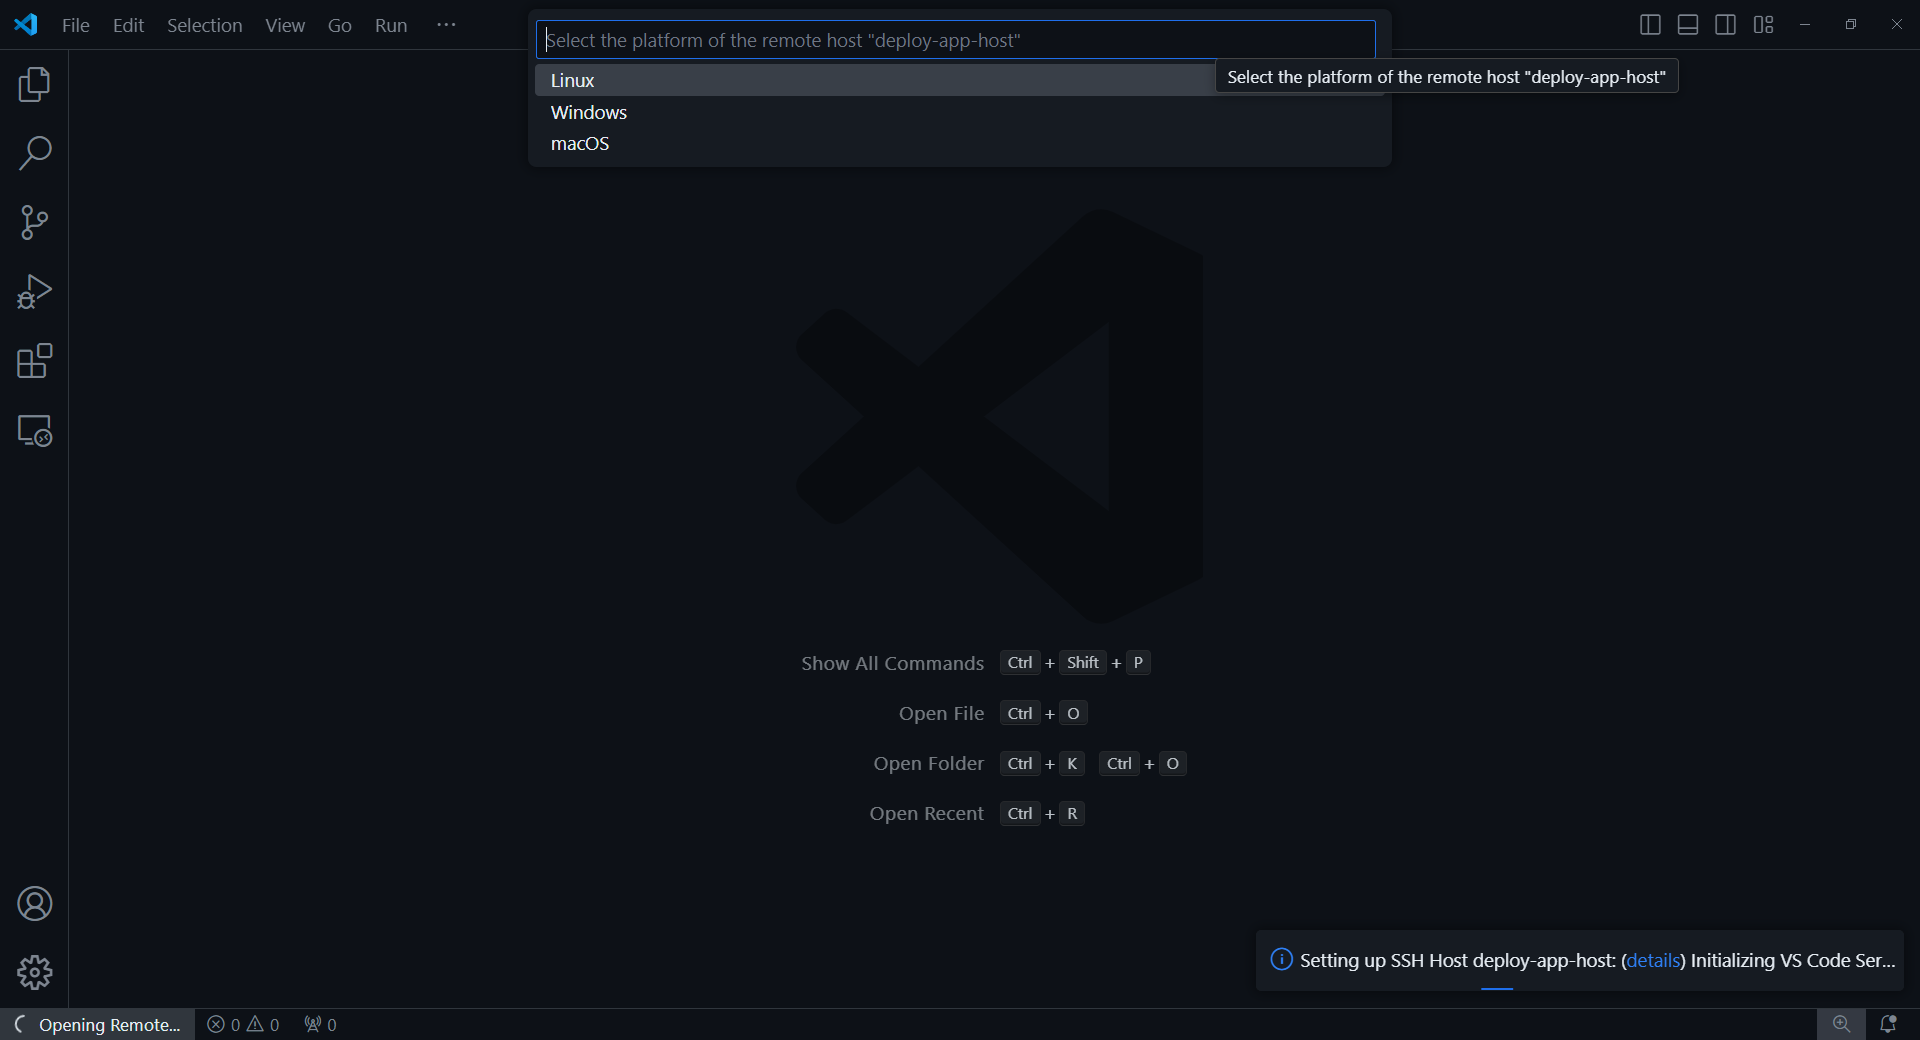 File Edit Selection View Go Run ···
Select the platform of the remote host "deploy-app-host"
Linux
Select the platform of the remote host "deploy-app-host"
Windows
macOS
Show All Commands Ctrl + Shift + P
Open File Ctrl + O
Open Folder Ctrl + K Ctrl + O
Open Recent Ctrl + R
Setting up SSH Host deploy-app-host: (details) Initializing VS Code Ser...
Opening Remote... 0 0 0